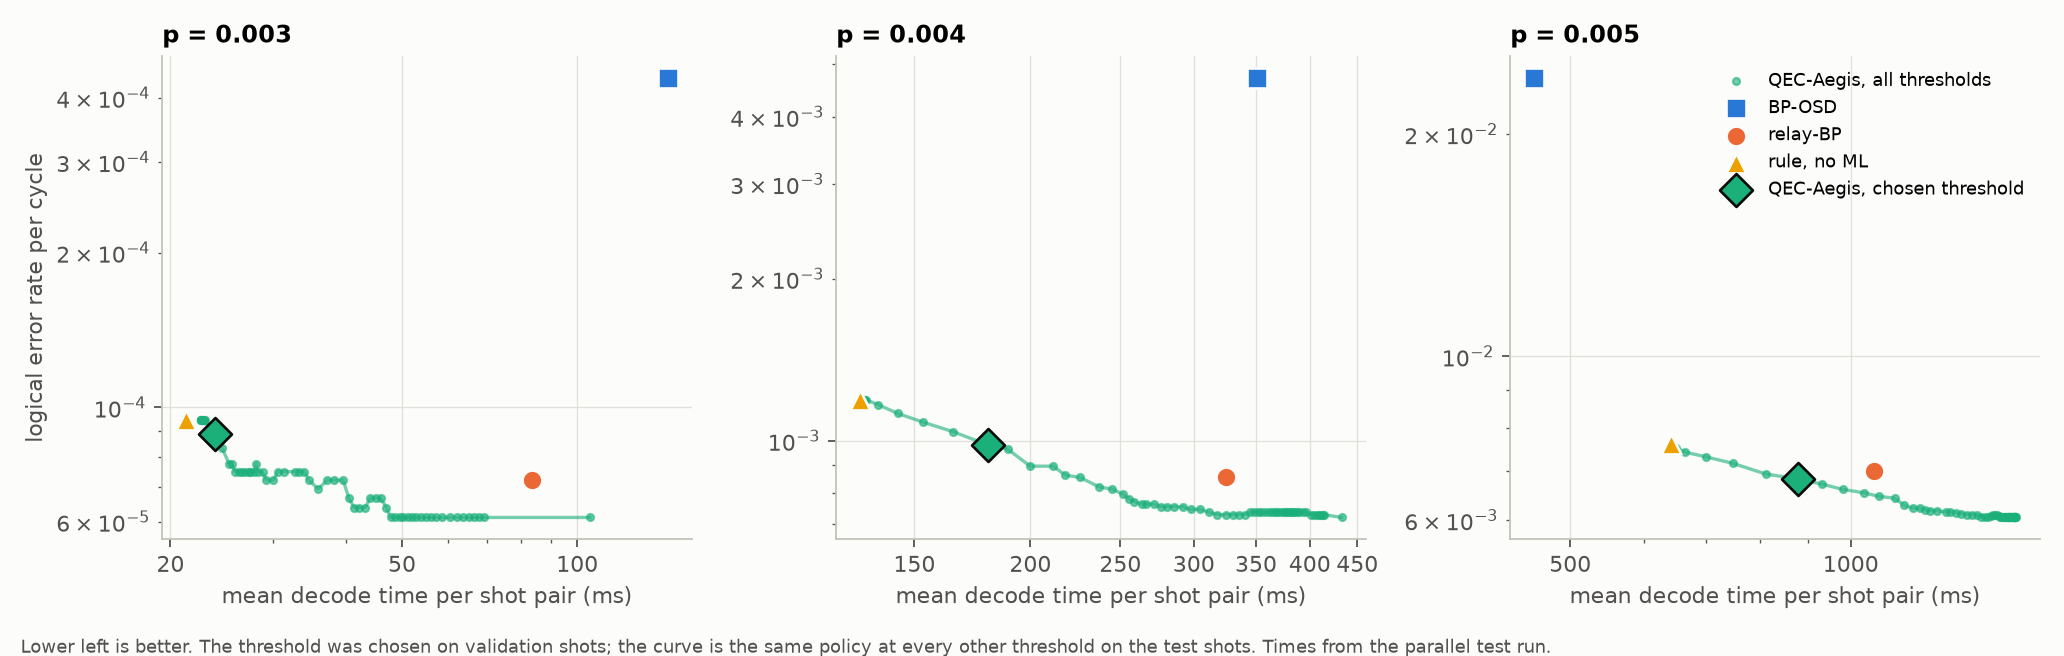 p = 0.003
p = 0.004
p = 0.005
logical error rate per cycle
4 × 10⁻⁴
3 × 10⁻⁴
2 × 10⁻⁴
10⁻⁴
6 × 10⁻⁵
20
50
100
mean decode time per shot pair (ms)
4 × 10⁻³
3 × 10⁻³
2 × 10⁻³
10⁻³
150
200
250
300
350
400
450
mean decode time per shot pair (ms)
2 × 10⁻²
10⁻²
6 × 10⁻³
500
1000
mean decode time per shot pair (ms)
QEC-Aegis, all thresholds
BP-OSD
relay-BP
rule, no ML
QEC-Aegis, chosen threshold
Lower left is better. The threshold was chosen on validation shots; the curve is the same policy at every other threshold on the test shots. Times from the parallel test run.